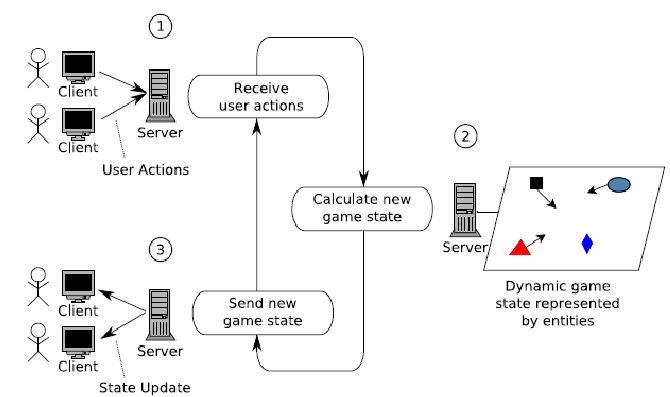 1
Client
Client
Server
User Actions
Receive
user actions
Calculate new
game state
2
Server
Dynamic game
state represented
by entities
3
Client
Client
Server
State Update
Send new
game state